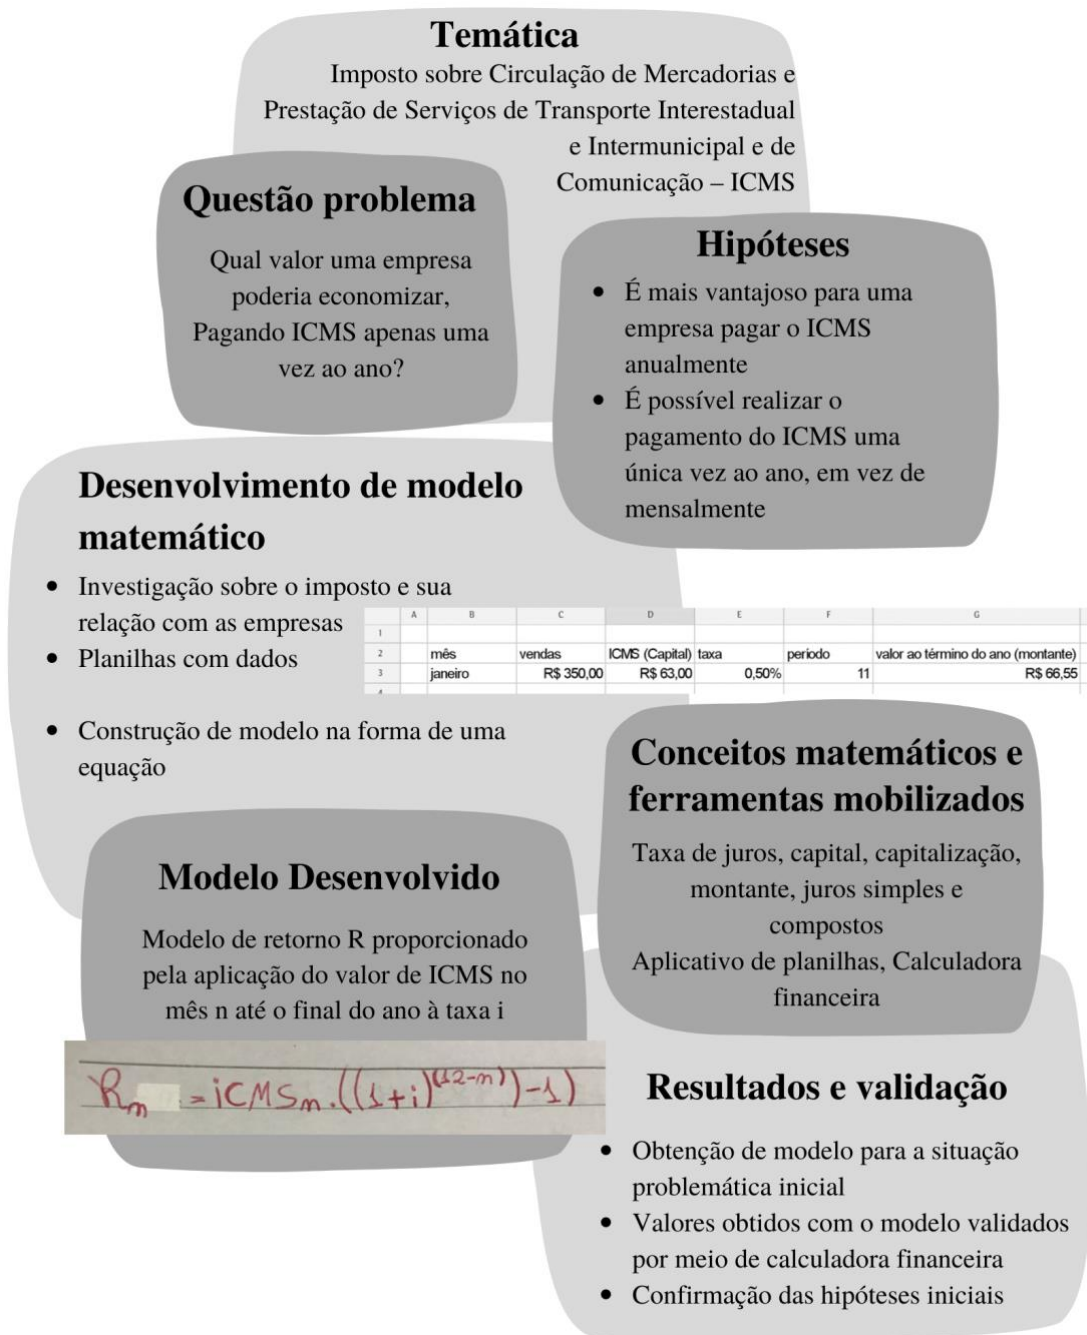 Temática
Imposto sobre Circulação de Mercadorias e
Prestação de Serviços de Transporte Interestadual
e Intermunicipal e de
Comunicação – ICMS
Questão problema
Qual valor uma empresa
poderia economizar,
Pagando ICMS apenas uma
vez ao ano?
Hipóteses
• É mais vantajoso para uma
empresa pagar o ICMS
anualmente
• É possível realizar o
pagamento do ICMS uma
única vez ao ano, em vez de
mensalmente
Desenvolvimento de modelo
matemático
• Investigação sobre o imposto e sua
relação com as empresas
• Planilhas com dados
A B C D E F G
1
2 mês vendas ICMS (Capital) taxa período valor ao término do ano (montante)
3 janeiro R$ 350,00 R$ 63,00 0,50% 11 R$ 66,55
4
• Construção de modelo na forma de uma
equação
Conceitos matemáticos e
ferramentas mobilizados
Taxa de juros, capital, capitalização,
montante, juros simples e
compostos
Aplicativo de planilhas, Calculadora
financeira
Modelo Desenvolvido
Modelo de retorno R proporcionado
pela aplicação do valor de ICMS no
mês n até o final do ano à taxa i
Rn = iCMSn.((1+i)^(12-n))-1)
Resultados e validação
• Obtenção de modelo para a situação
problemática inicial
• Valores obtidos com o modelo validados
por meio de calculadora financeira
• Confirmação das hipóteses iniciais